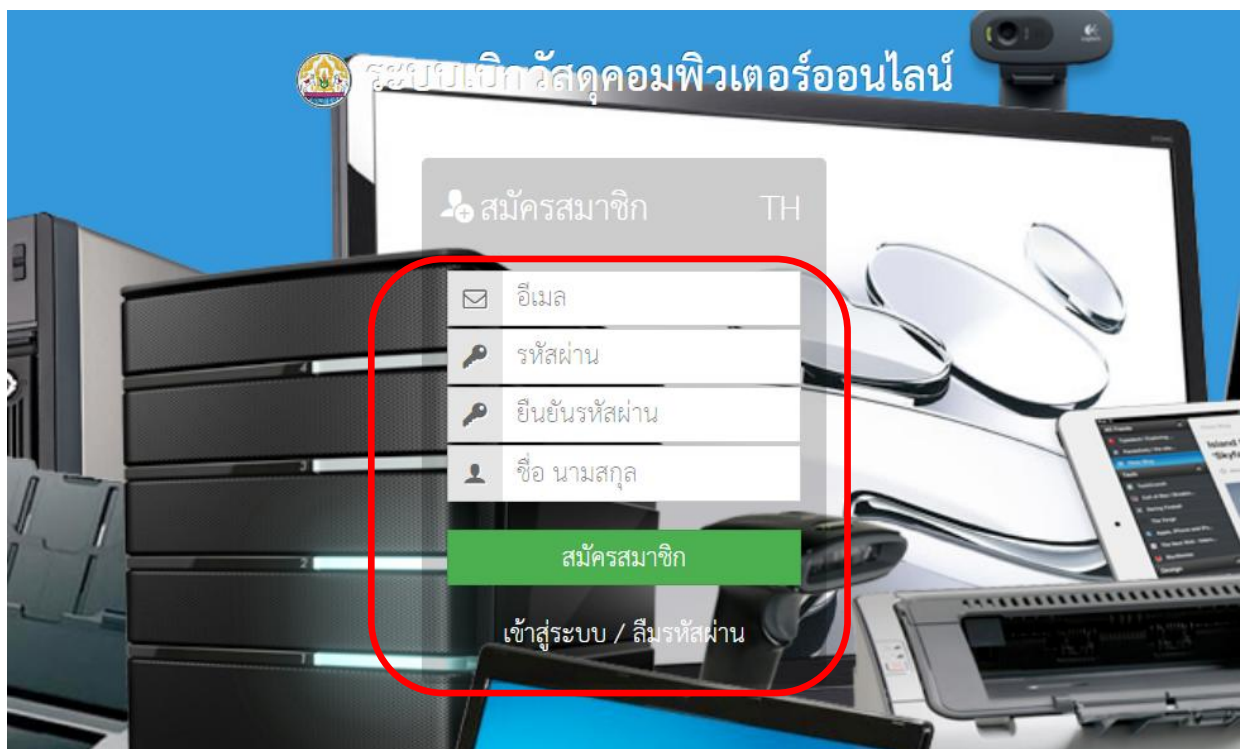 ระบบเบิกวัสดุคอมพิวเตอร์ออนไลน์
สมัครสมาชิก TH
อีเมล
รหัสผ่าน
ยืนยันรหัสผ่าน
ชื่อ นามสกุล
สมัครสมาชิก
เข้าสู่ระบบ / ลืมรหัสผ่าน
4
3
2
1